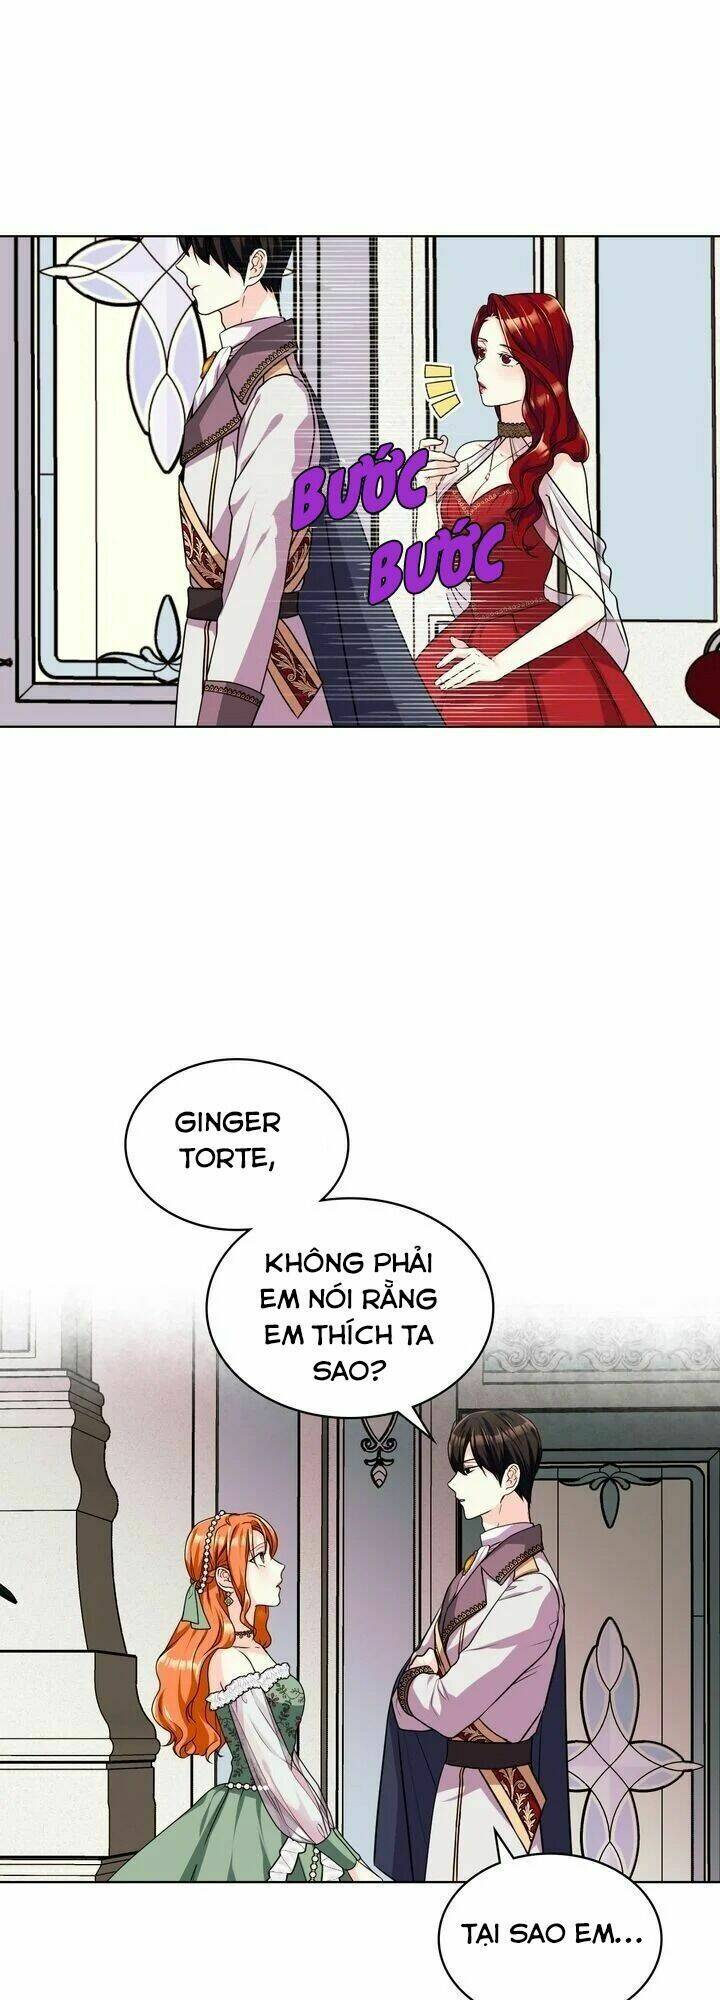 BƯỚC
BƯỚC
GINGER
TORTE,
KHÔNG PHẢI
EM NÓI RẰNG
EM THÍCH TA
SAO?
TẠI SAO EM...